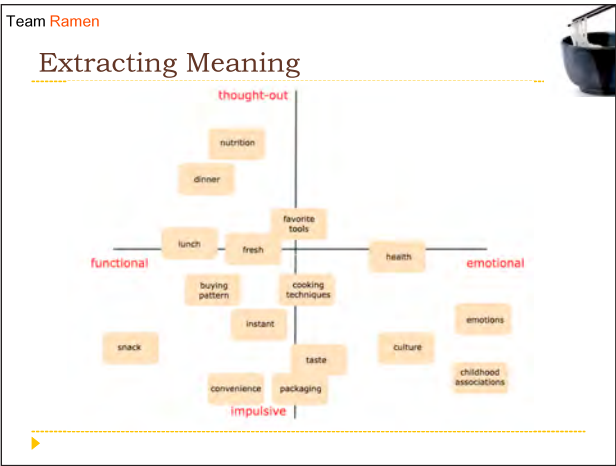 Team Ramen
Extracting Meaning
thought-out
nutrition
dinner
favorite
tools
lunch
fresh
health
functional
emotional
buying
pattern
cooking
techniques
instant
emotions
snack
taste
culture
childhood
associations
convenience
packaging
impulsive